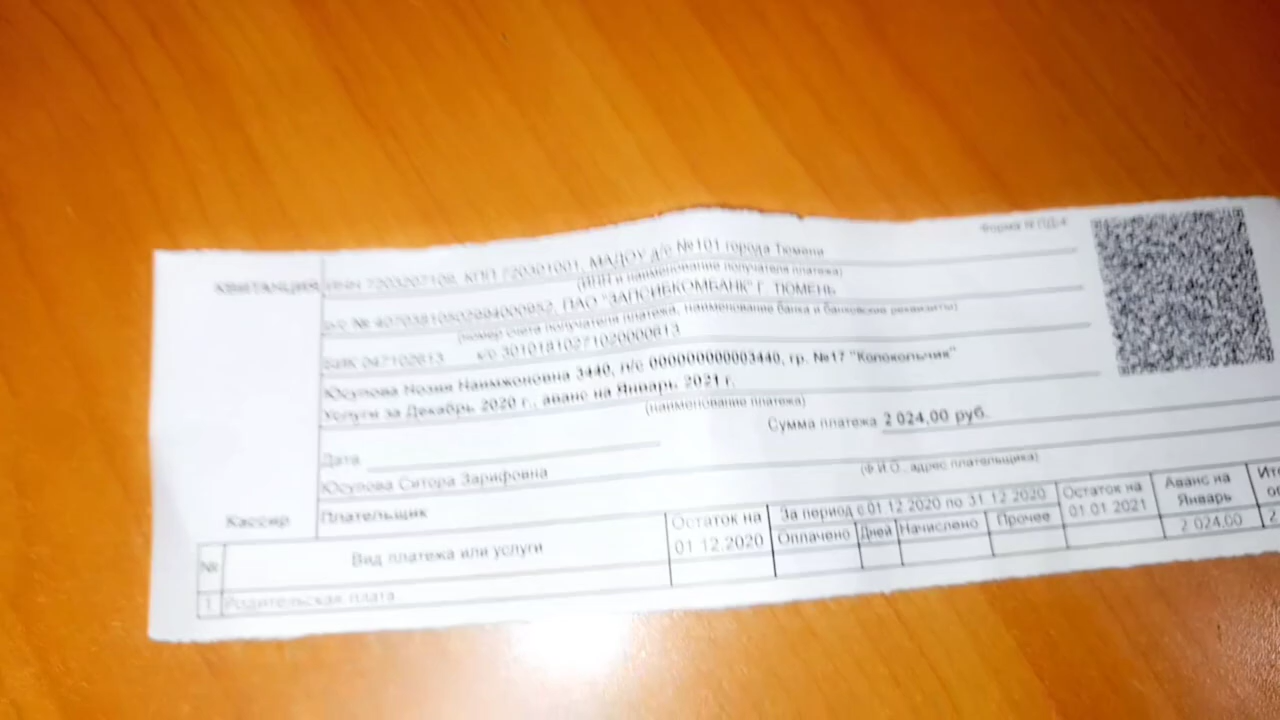 Форма № ПД-4
КВИТАНЦИЯ ИНН 7203207109, КПП 720301001, МАДОУ д/с №101 города Тюмени
(ИНН и наименование получателя платежа)
р/с № ПАО "ЗАПСИБКОМБАНК" Г. ТЮМЕНЬ
(номер счета получателя платежа, наименование банка и банковские реквизиты)
БИК 047102613 к/с 30101810271020000613
Юсупова Нозия Наимжоновна 3440, л/с 000000000003440, гр. №17 "Колокольчик"
Услуги за Декабрь 2020 г., аванс на Январь 2021 г.
(наименование платежа)
Дата Сумма платежа 2 024,00 руб.
Юсупова Ситора Зарифовна
(Ф.И.О., адрес плательщика)
Кассир Плательщик
№ Вид платежа или услуги Остаток на 01.12.2020 За период с 01.12.2020 по 31.12.2020 Остаток на 01.01.2021 Аванс на Январь
Оплачено Дней Начислено Прочее
1 Родительская плата 2 024,00